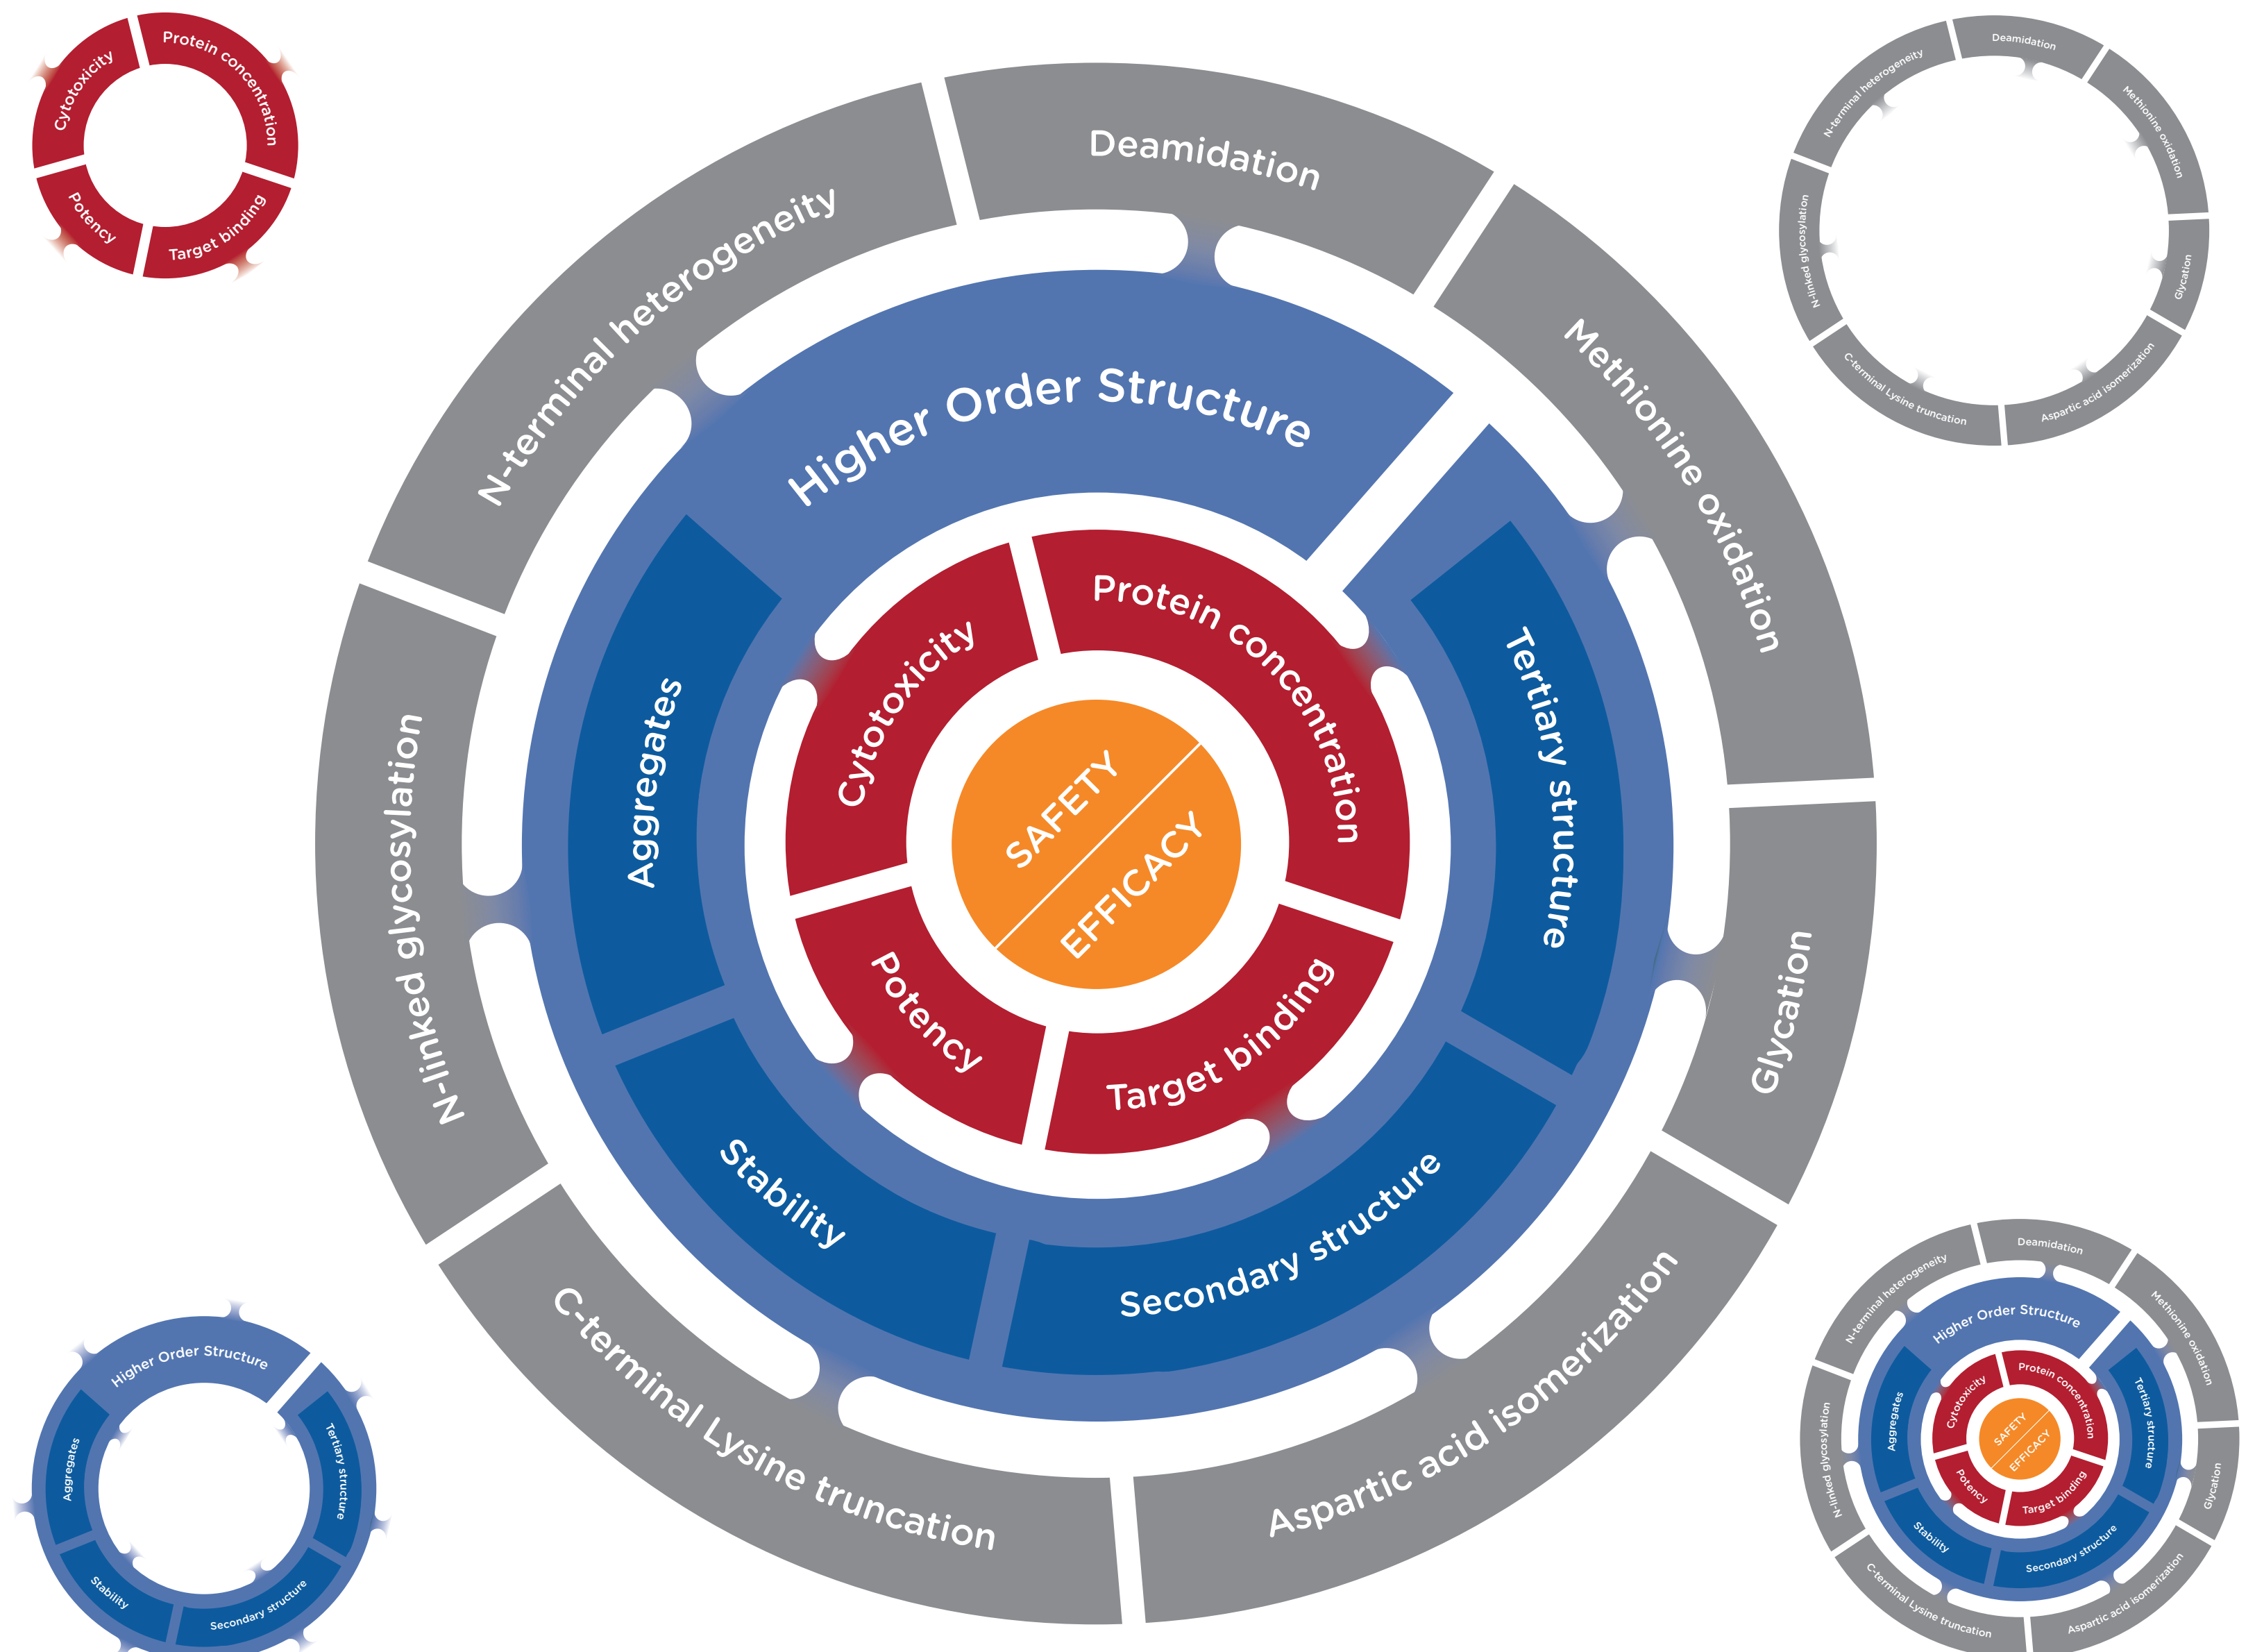 Cytotoxicity
Protein concentration
Target binding
Potency
N-terminal heterogeneity
Deamidation
Methionine oxidation
Glycation
Aspartic acid isomerization
C-terminal Lysine truncation
N-linked glycosylation
N-terminal heterogeneity
Deamidation
Methionine oxidation
Glycation
Aspartic acid isomerization
C-terminal Lysine truncation
N-linked glycosylation
Higher Order Structure
Tertiary structure
Secondary structure
Stability
Aggregates
Cytotoxicity
Protein concentration
Target binding
Potency
SAFETY
EFFICACY
Higher Order Structure
Tertiary structure
Secondary structure
Stability
Aggregates
N-terminal heterogeneity
Deamidation
Methionine oxidation
Glycation
Aspartic acid isomerization
C-terminal Lysine truncation
N-linked glycosylation
Higher Order Structure
Tertiary structure
Secondary structure
Stability
Aggregates
Cytotoxicity
Protein concentration
Target binding
Potency
SAFETY
EFFICACY